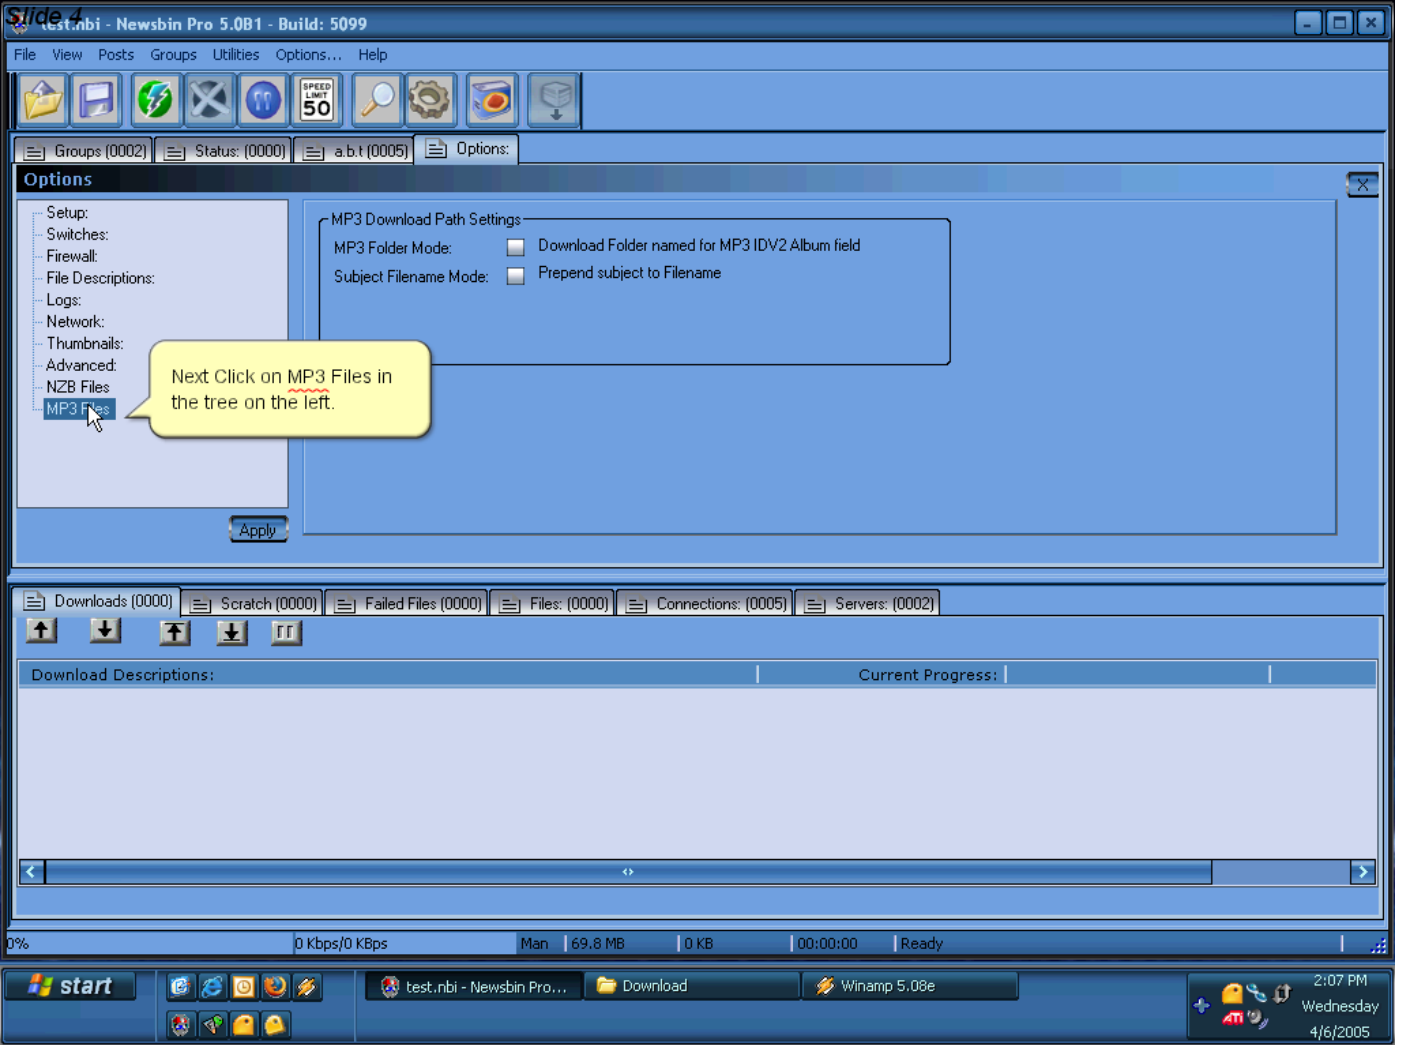 Slide 4
test.nbi - Newsbin Pro 5.0B1 - Build: 5099
File View Posts Groups Utilities Options... Help
SPEED LIMIT 50
Groups (0002) Status: (0000) a.b.t (0005) Options:
Options
Setup:
Switches:
Firewall:
File Descriptions:
Logs:
Network:
Thumbnails:
Advanced:
NZB Files
MP3 Files
MP3 Download Path Settings
MP3 Folder Mode: Download Folder named for MP3 IDV2 Album field
Subject Filename Mode: Prepend subject to Filename
Next Click on MP3 Files in
the tree on the left.
Apply
Downloads (0000) Scratch (0000) Failed Files (0000) Files: (0000) Connections: (0005) Servers: (0002)
Download Descriptions: Current Progress:
0% 0 Kbps/0 KBps Man 69.8 MB 0 KB 00:00:00 Ready
start test.nbi - Newsbin Pro... Download Winamp 5.08e
ATI
2:07 PM
Wednesday
4/6/2005